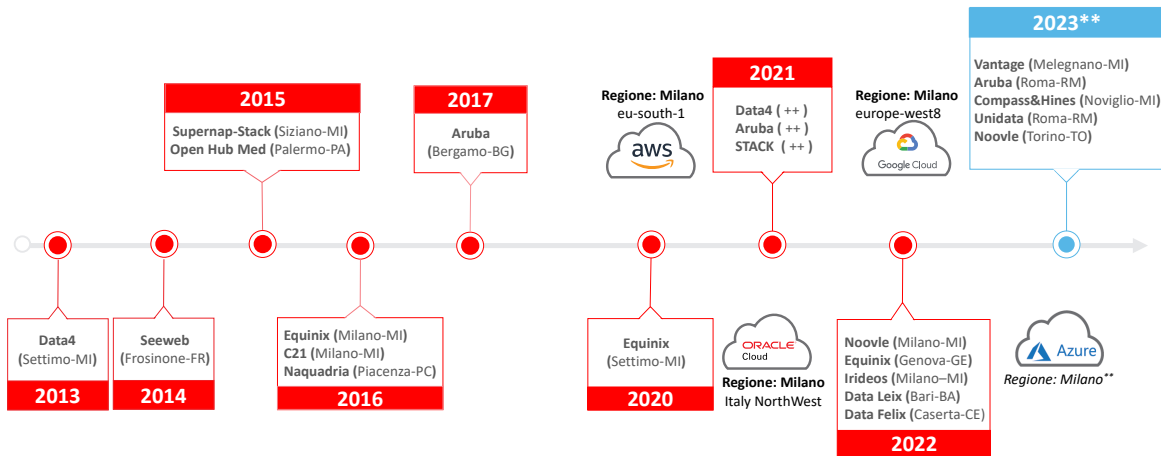 2023**
Vantage (Melegnano-MI)
Aruba (Roma-RM)
Compass&Hines (Noviglio-MI)
Unidata (Roma-RM)
Noovle (Torino-TO)
2021
Data4 ( ++ )
Aruba ( ++ )
STACK ( ++ )
Regione: Milano
europe-west8
Google Cloud
Regione: Milano
eu-south-1
aws
2015
Supernap-Stack (Siziano-MI)
Open Hub Med (Palermo-PA)
2017
Aruba
(Bergamo-BG)
Data4
(Settimo-MI)
2013
Seeweb
(Frosinone-FR)
2014
Equinix (Milano-MI)
C21 (Milano-MI)
Naquadria (Piacenza-PC)
2016
Equinix
(Settimo-MI)
2020
ORACLE
Cloud
Regione: Milano
Italy NorthWest
Noovle (Milano-MI)
Equinix (Genova-GE)
Irideos (Milano–MI)
Data Leix (Bari-BA)
Data Felix (Caserta-CE)
2022
Azure
Regione: Milano**